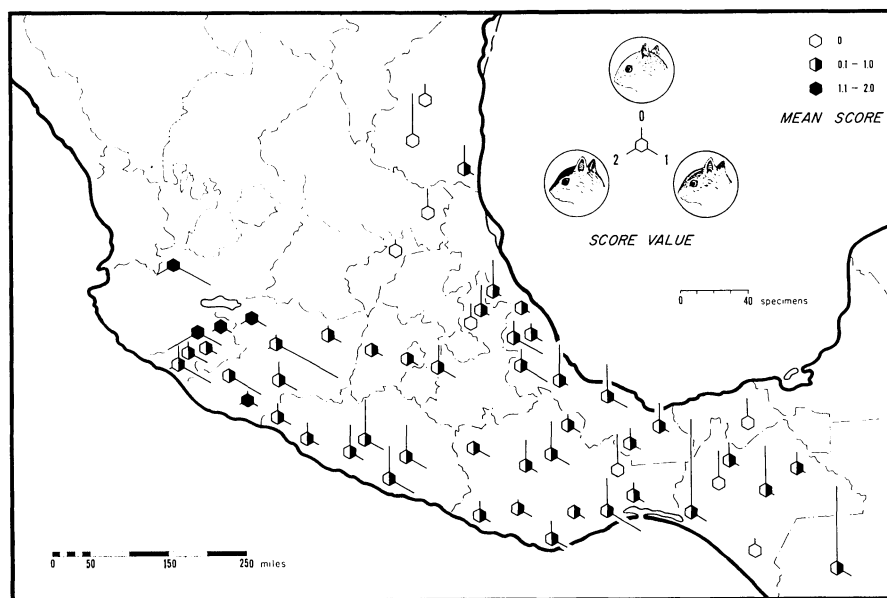 0
0.1 – 1.0
1.1 – 2.0
MEAN SCORE
0
2 1
SCORE VALUE
0 40 specimens
0 50 150 250 miles